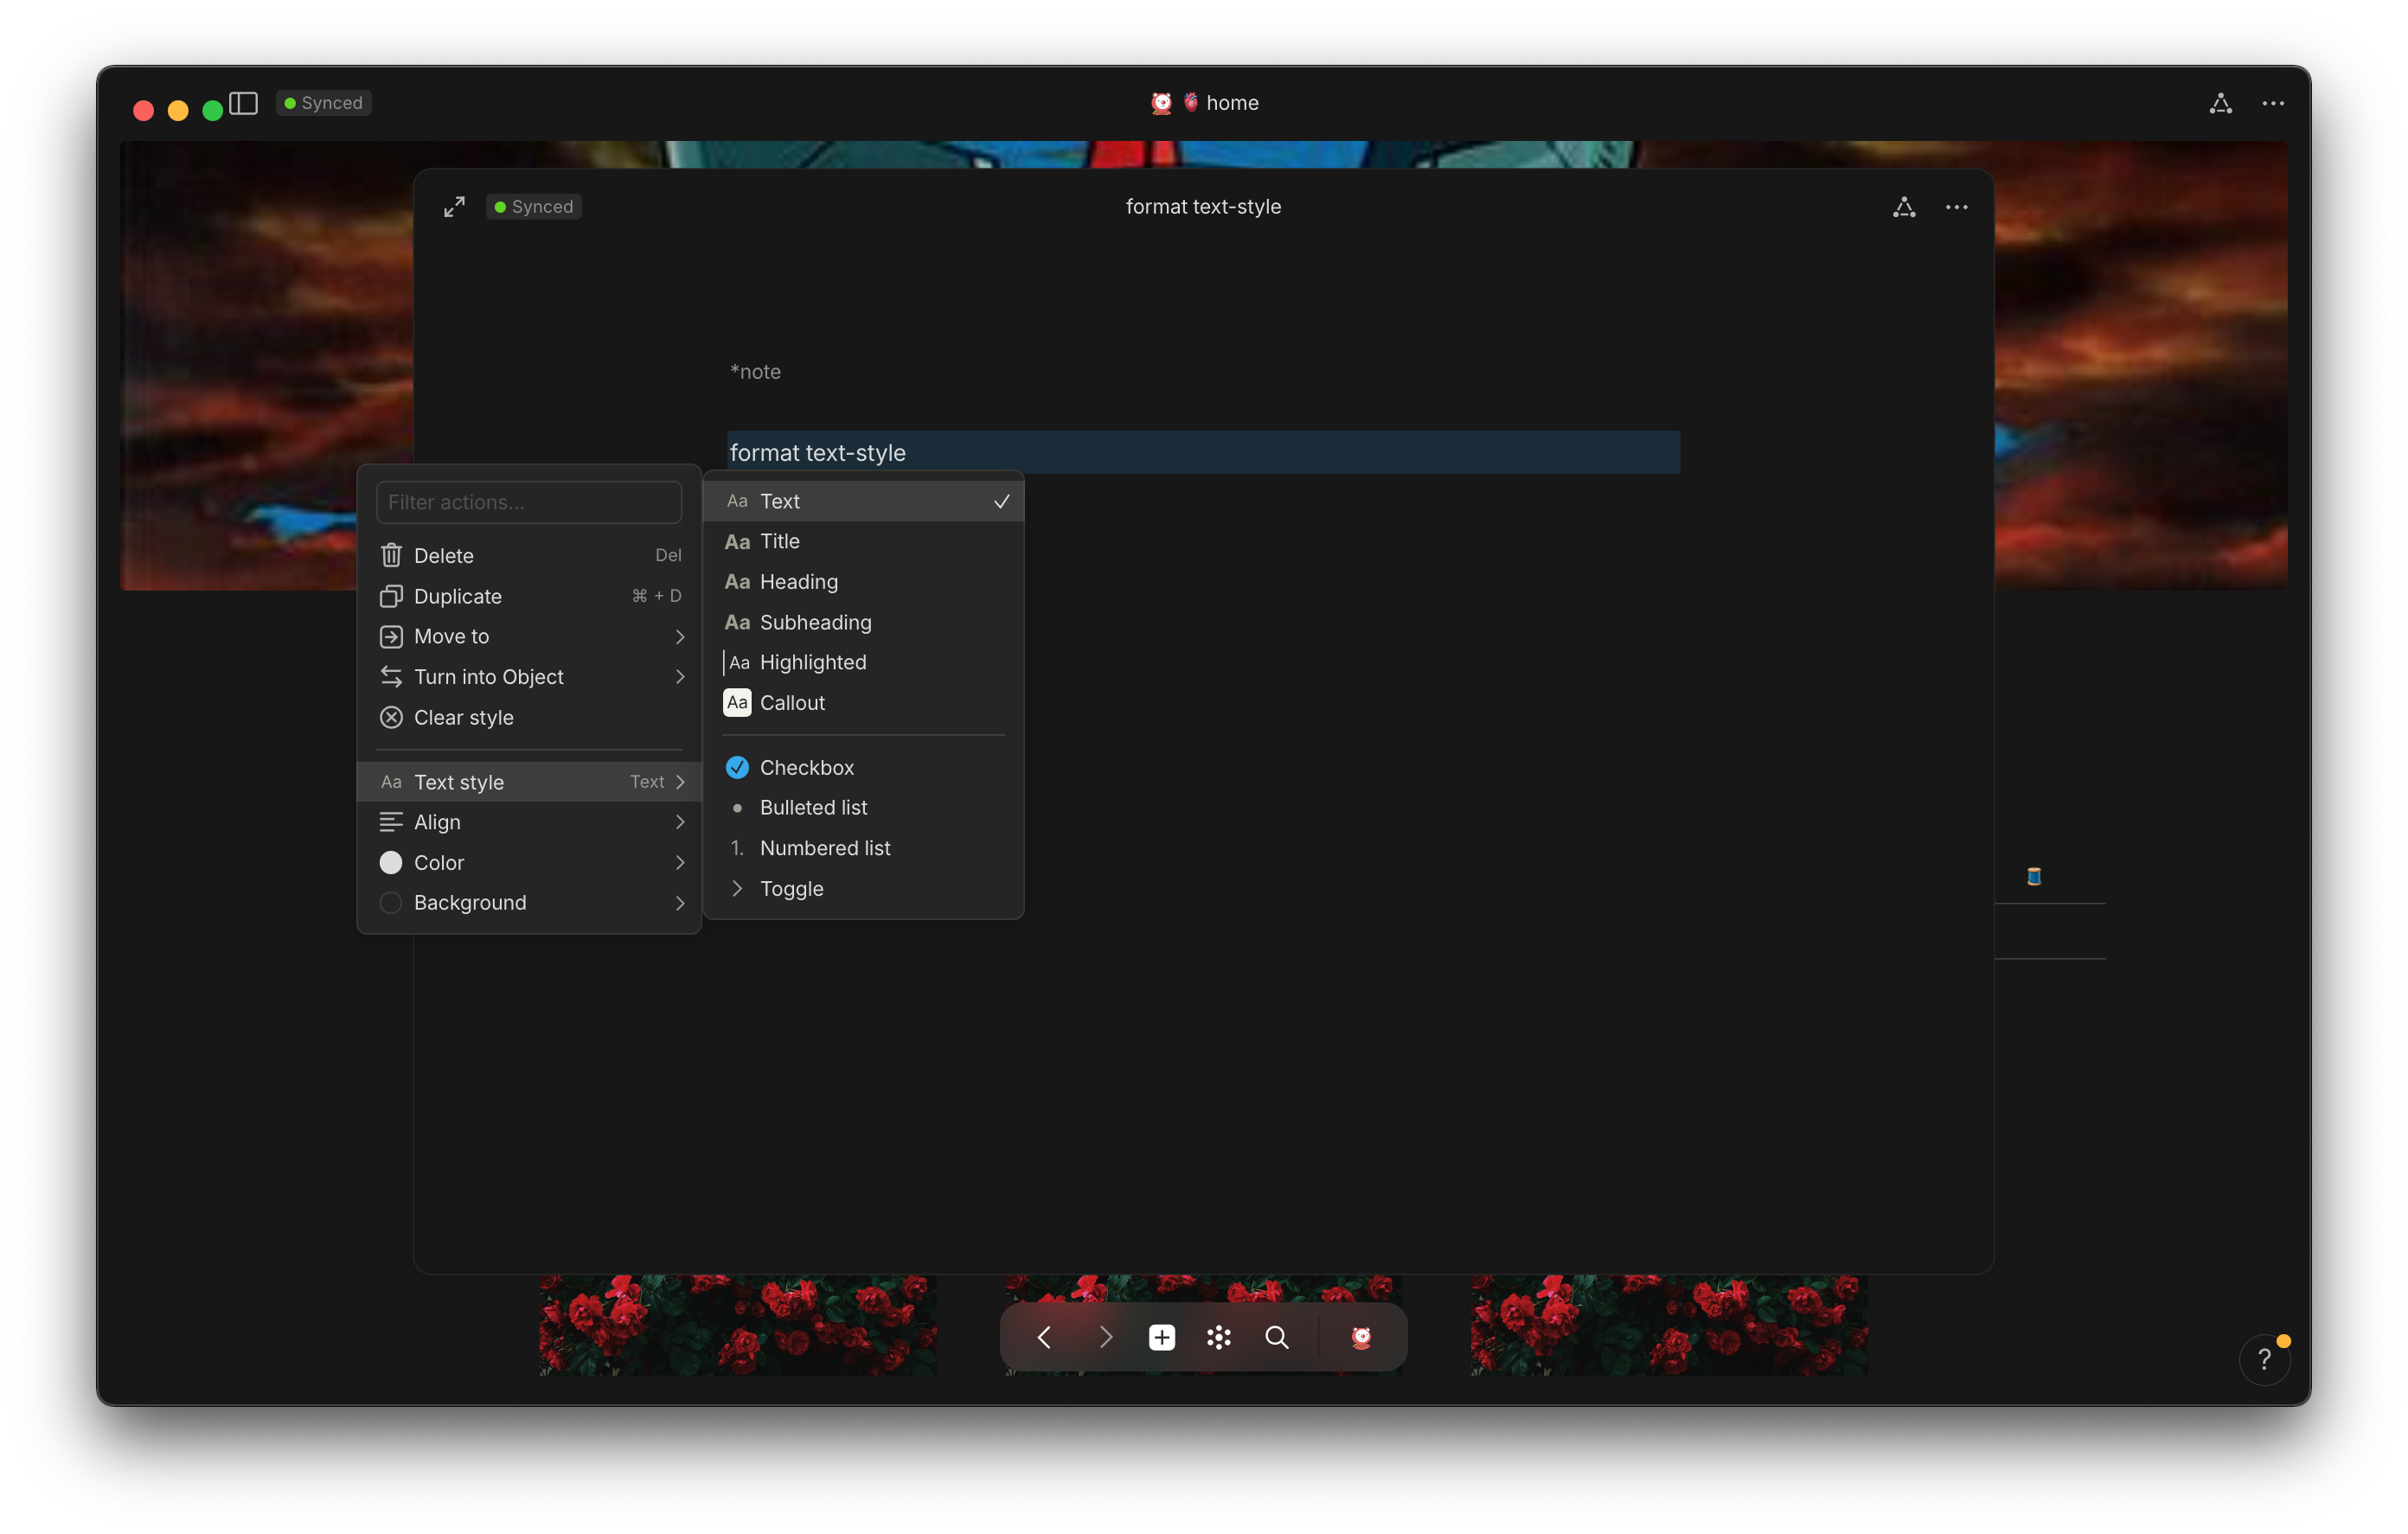 Synced
home
Synced
format text-style
*note
format text-style
Filter actions...
Delete Del
Duplicate ⌘ + D
Move to
Turn into Object
Clear style
Aa Text style Text
Align
Color
Background
Aa Text
Aa Title
Aa Heading
Aa Subheading
Aa Highlighted
Aa Callout
Checkbox
Bulleted list
1. Numbered list
Toggle
?